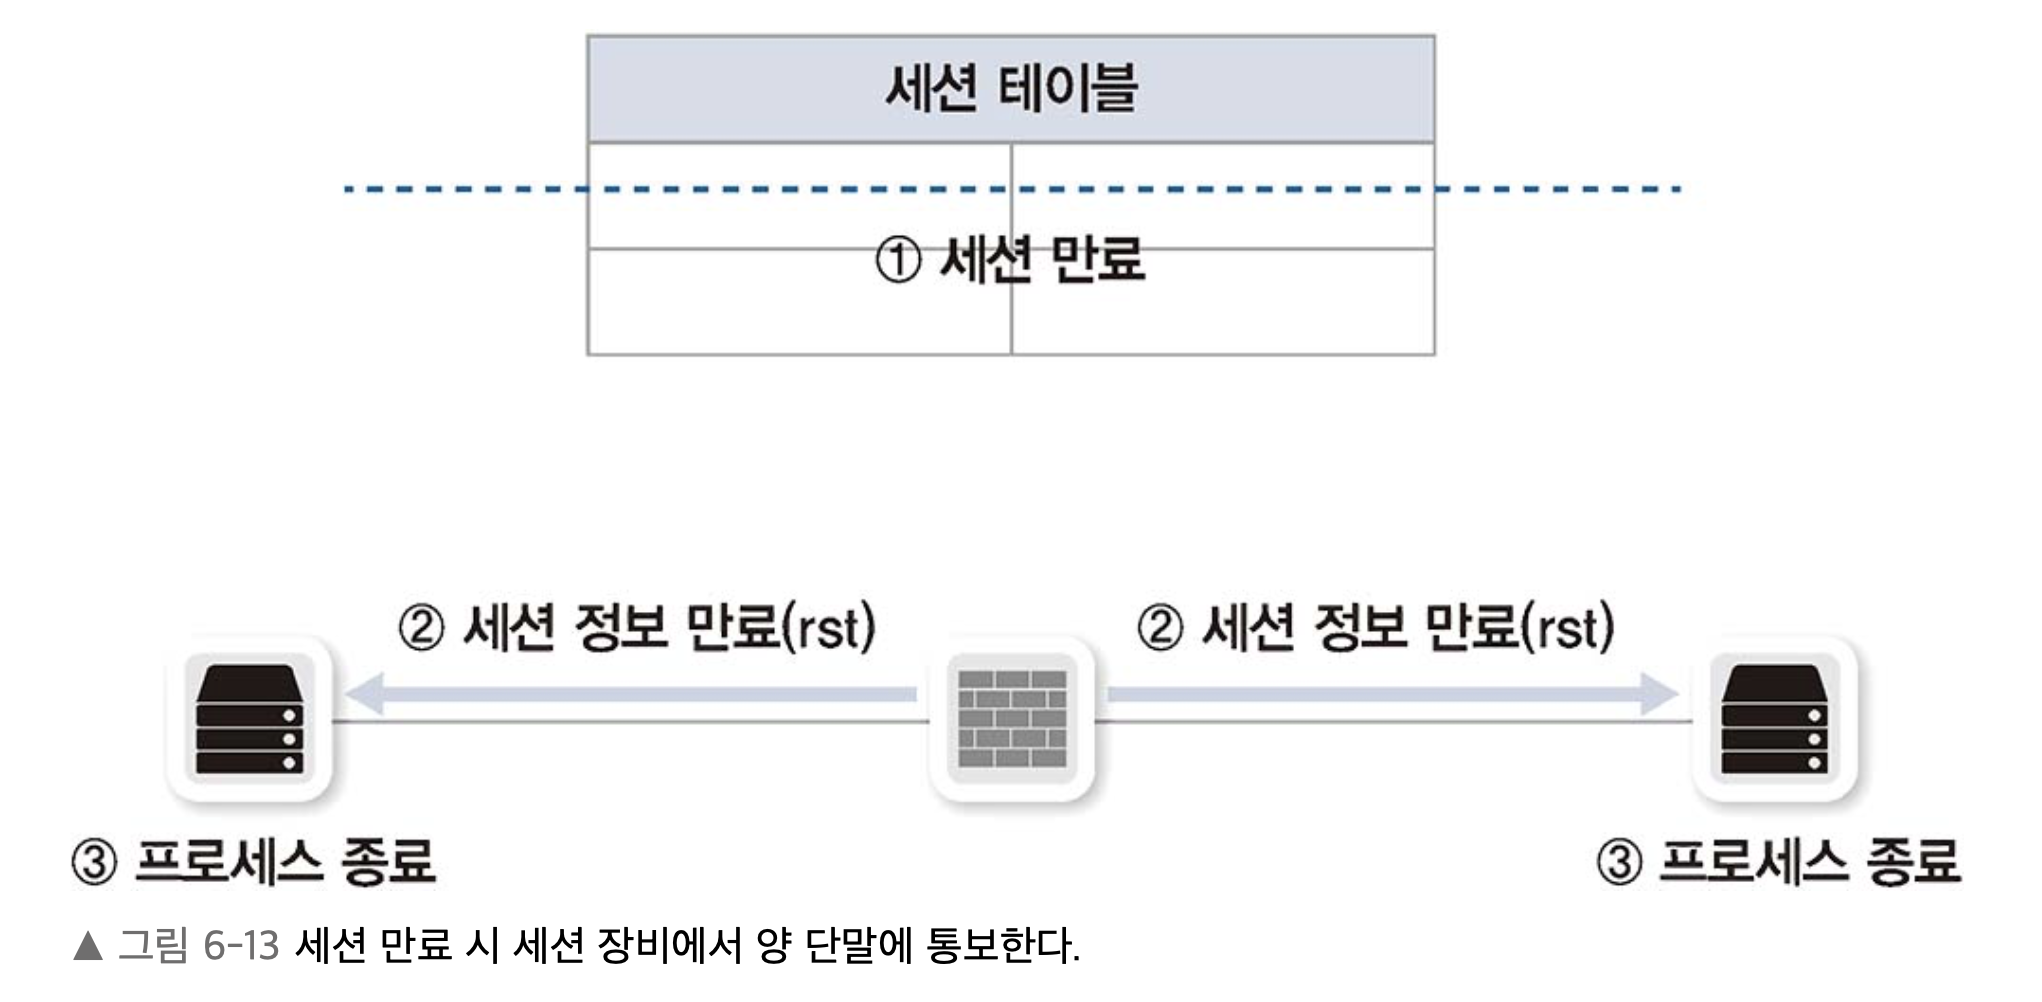 세션 테이블
① 세션 만료
② 세션 정보 만료(rst)
② 세션 정보 만료(rst)
③ 프로세스 종료
③ 프로세스 종료
▲ 그림 6-13 세션 만료 시 세션 장비에서 양 단말에 통보한다.